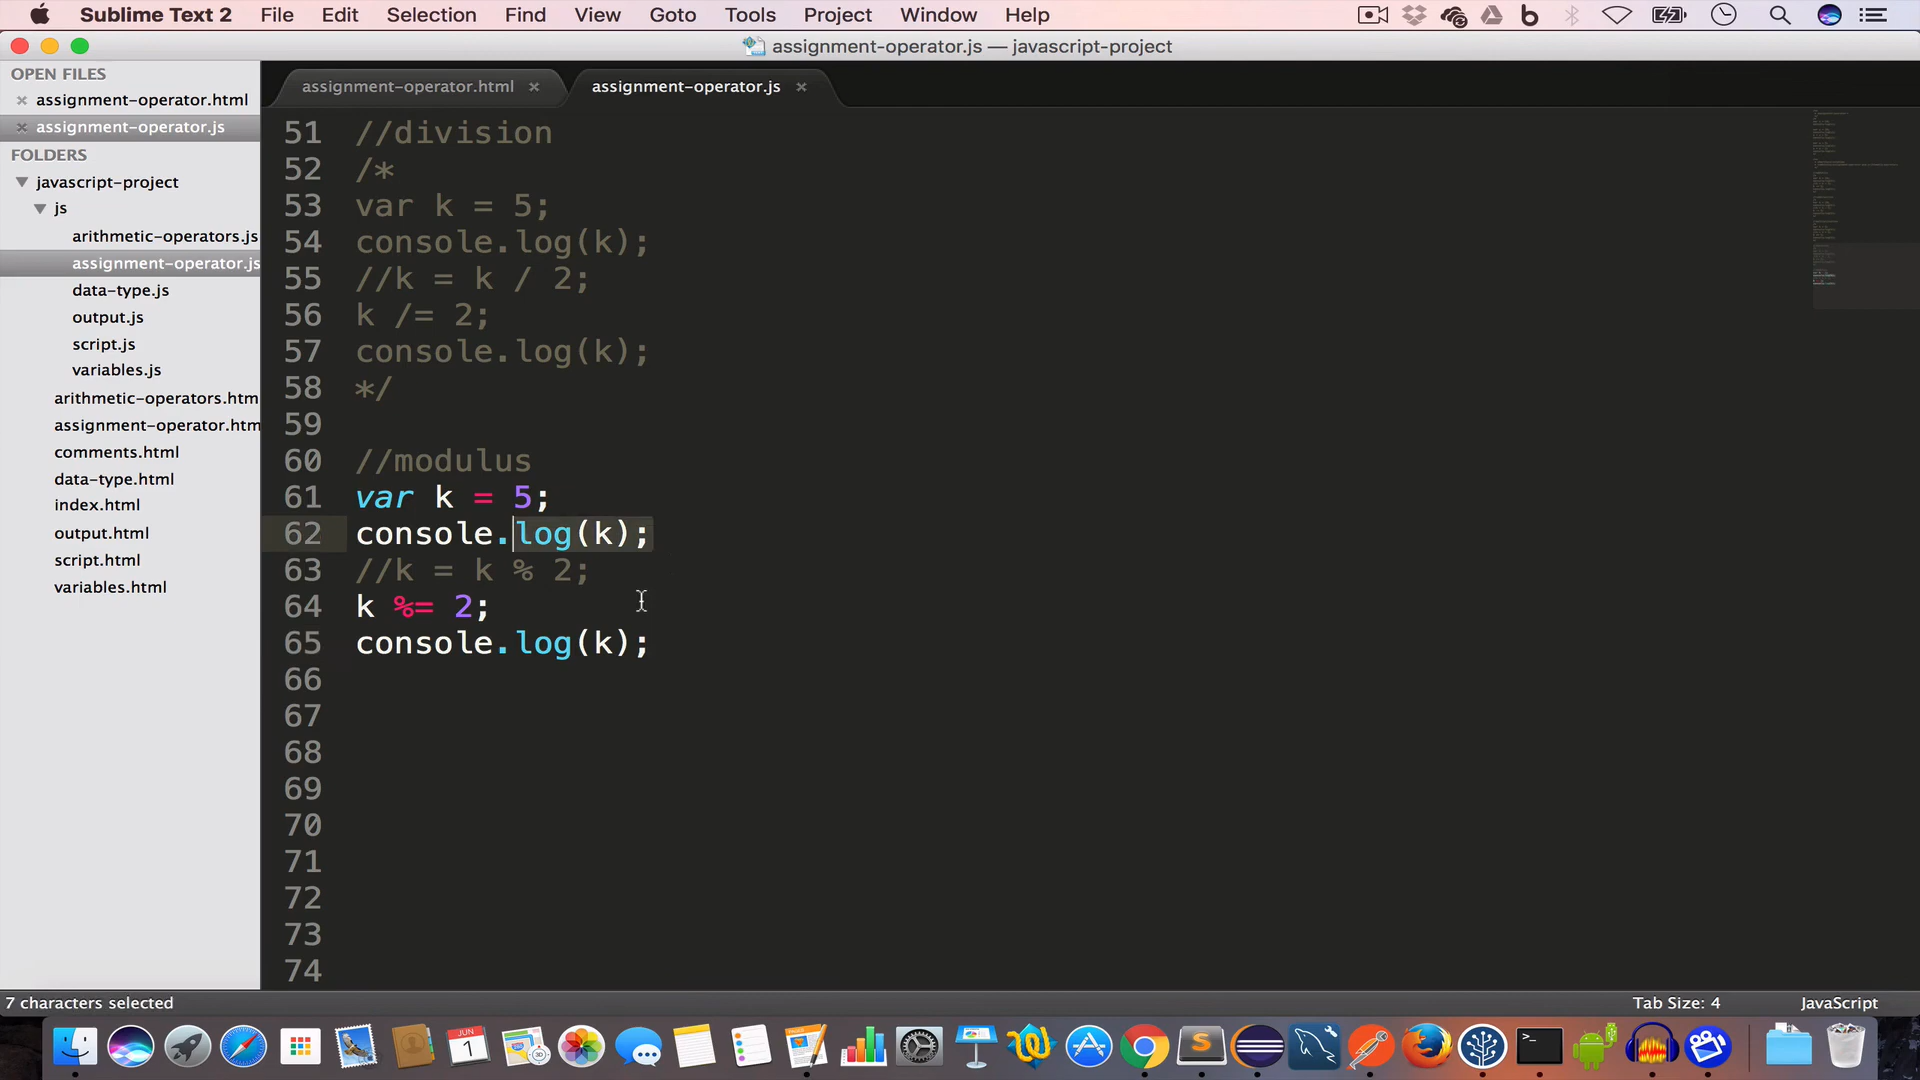 Sublime Text 2 File Edit Selection Find View Goto Tools Project Window Help
assignment-operator.js — javascript-project
OPEN FILES
assignment-operator.html
assignment-operator.js
FOLDERS
javascript-project
js
arithmetic-operators.js
assignment-operator.js
data-type.js
output.js
script.js
variables.js
arithmetic-operators.htm
assignment-operator.htm
comments.html
data-type.html
index.html
output.html
script.html
variables.html
assignment-operator.html
assignment-operator.js
51 //division
52 /*
53 var k = 5;
54 console.log(k);
55 //k = k / 2;
56 k /= 2;
57 console.log(k);
58 */
59
60 //modulus
61 var k = 5;
62 console.log(k);
63 //k = k % 2;
64 k %= 2;
65 console.log(k);
66
67
68
69
70
71
72
73
74
7 characters selected
Tab Size: 4 JavaScript
JUN
1